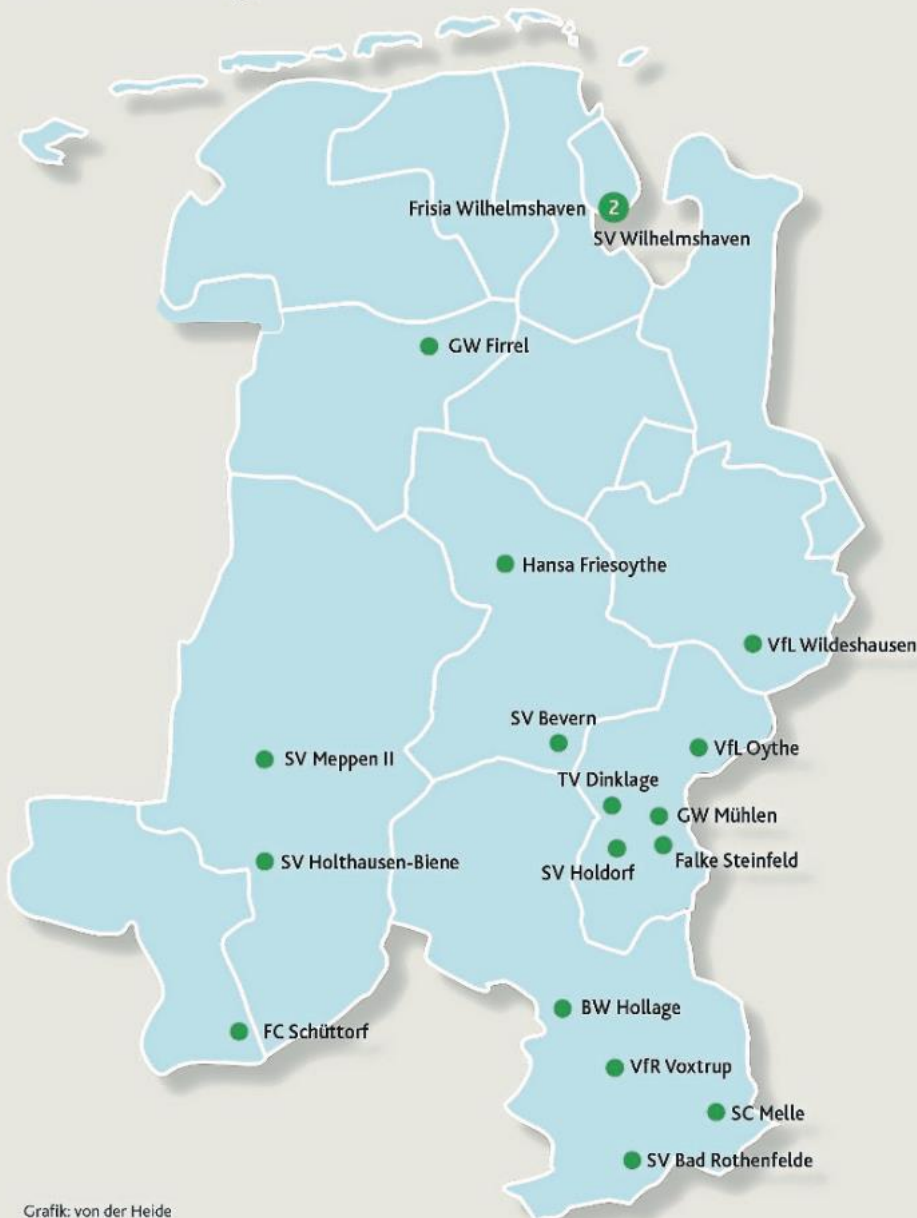 Frisia Wilhelmshaven 2
SV Wilhelmshaven
GW Firrel
Hansa Friesoythe
VfL Wildeshausen
SV Bevern
VfL Oythe
SV Meppen II
TV Dinklage
GW Mühlen
SV Holthausen-Biene
SV Holdorf
Falke Steinfeld
BW Hollage
FC Schüttorf
VfR Voxtrup
SC Melle
SV Bad Rothenfelde
Grafik: von der Heide